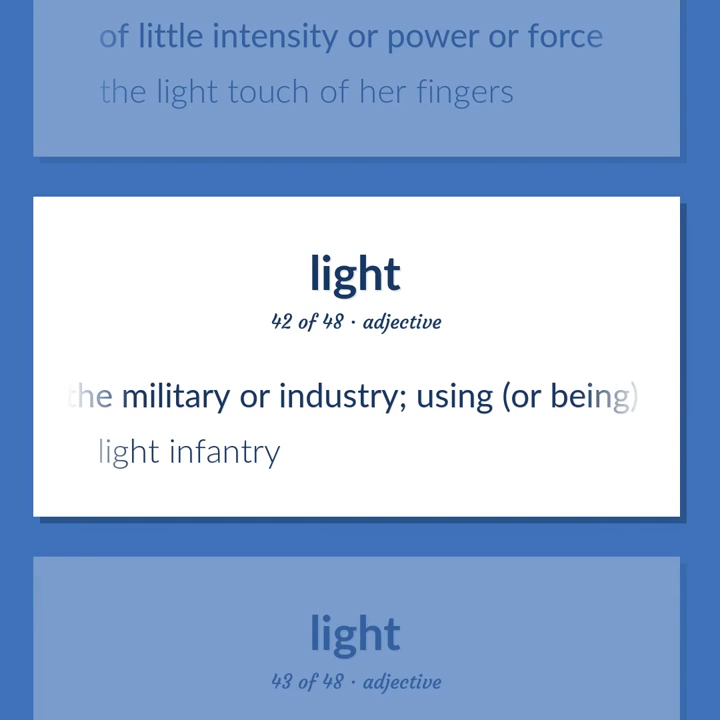 of little intensity or power or force
the light touch of her fingers
light
42 of 48 · adjective
the military or industry; using (or being)
light infantry
light
43 of 48 · adjective